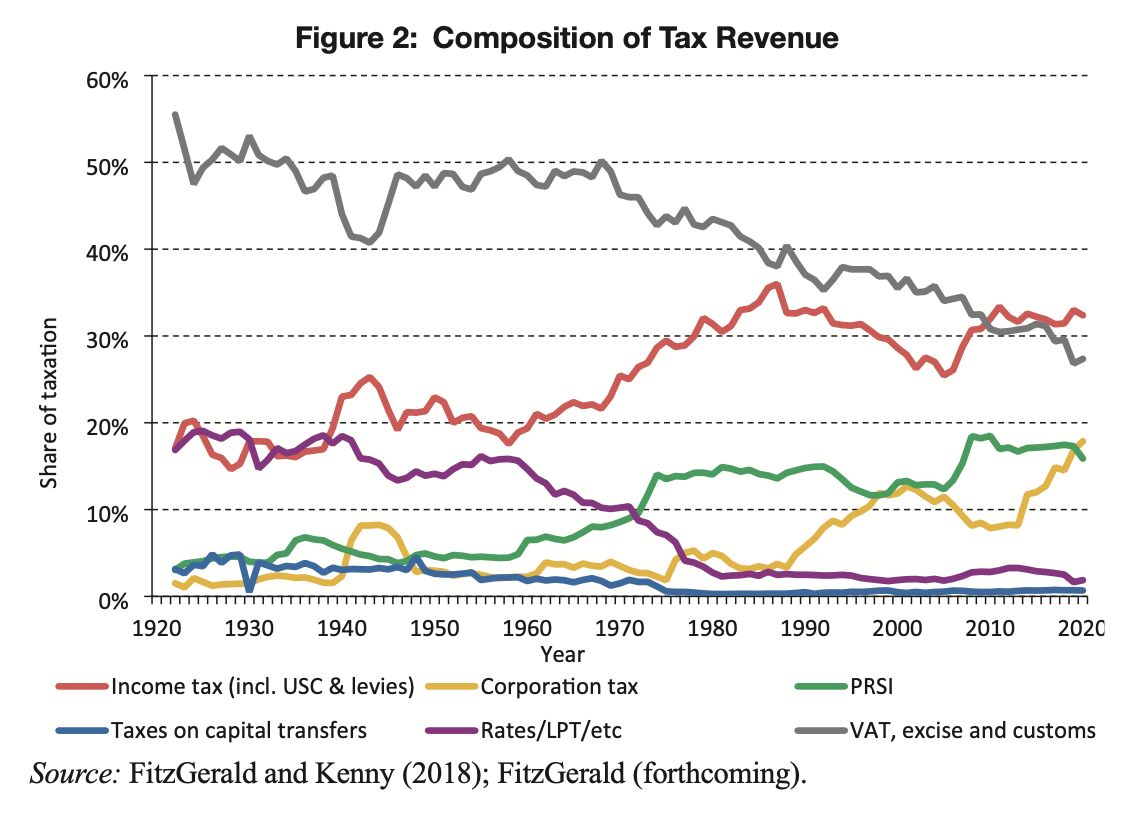 Figure 2: Composition of Tax Revenue
60%
50%
40%
30%
20%
10%
0%
Share of taxation
1920 1930 1940 1950 1960 1970 1980 1990 2000 2010 2020
Year
Income tax (incl. USC & levies) Corporation tax PRSI
Taxes on capital transfers Rates/LPT/etc VAT, excise and customs
Source: FitzGerald and Kenny (2018); FitzGerald (forthcoming).